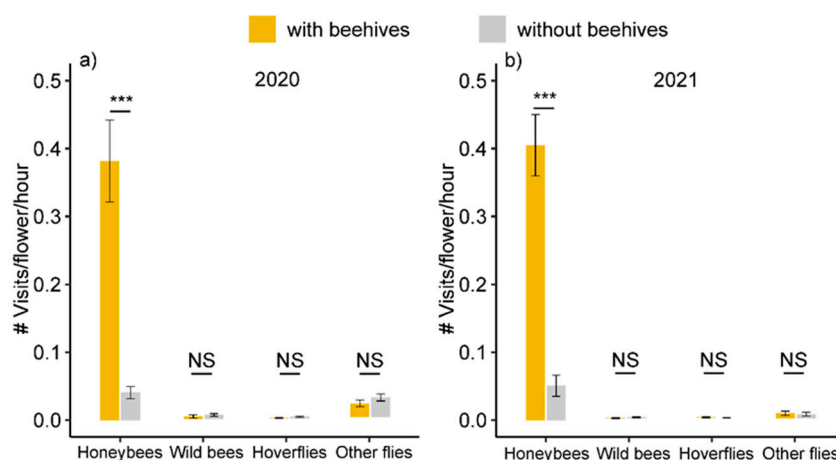 with beehives without beehives
a) 2020
# Visits/flower/hour
0.5
0.4
0.3
0.2
0.1
0.0
***
NS NS NS
Honeybees Wild bees Hoverflies Other flies
b) 2021
# Visits/flower/hour
0.5
0.4
0.3
0.2
0.1
0.0
***
NS NS NS
Honeybees Wild bees Hoverflies Other flies